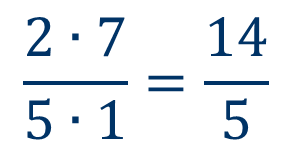 2 · 7 / 5 · 1 = 14 / 5